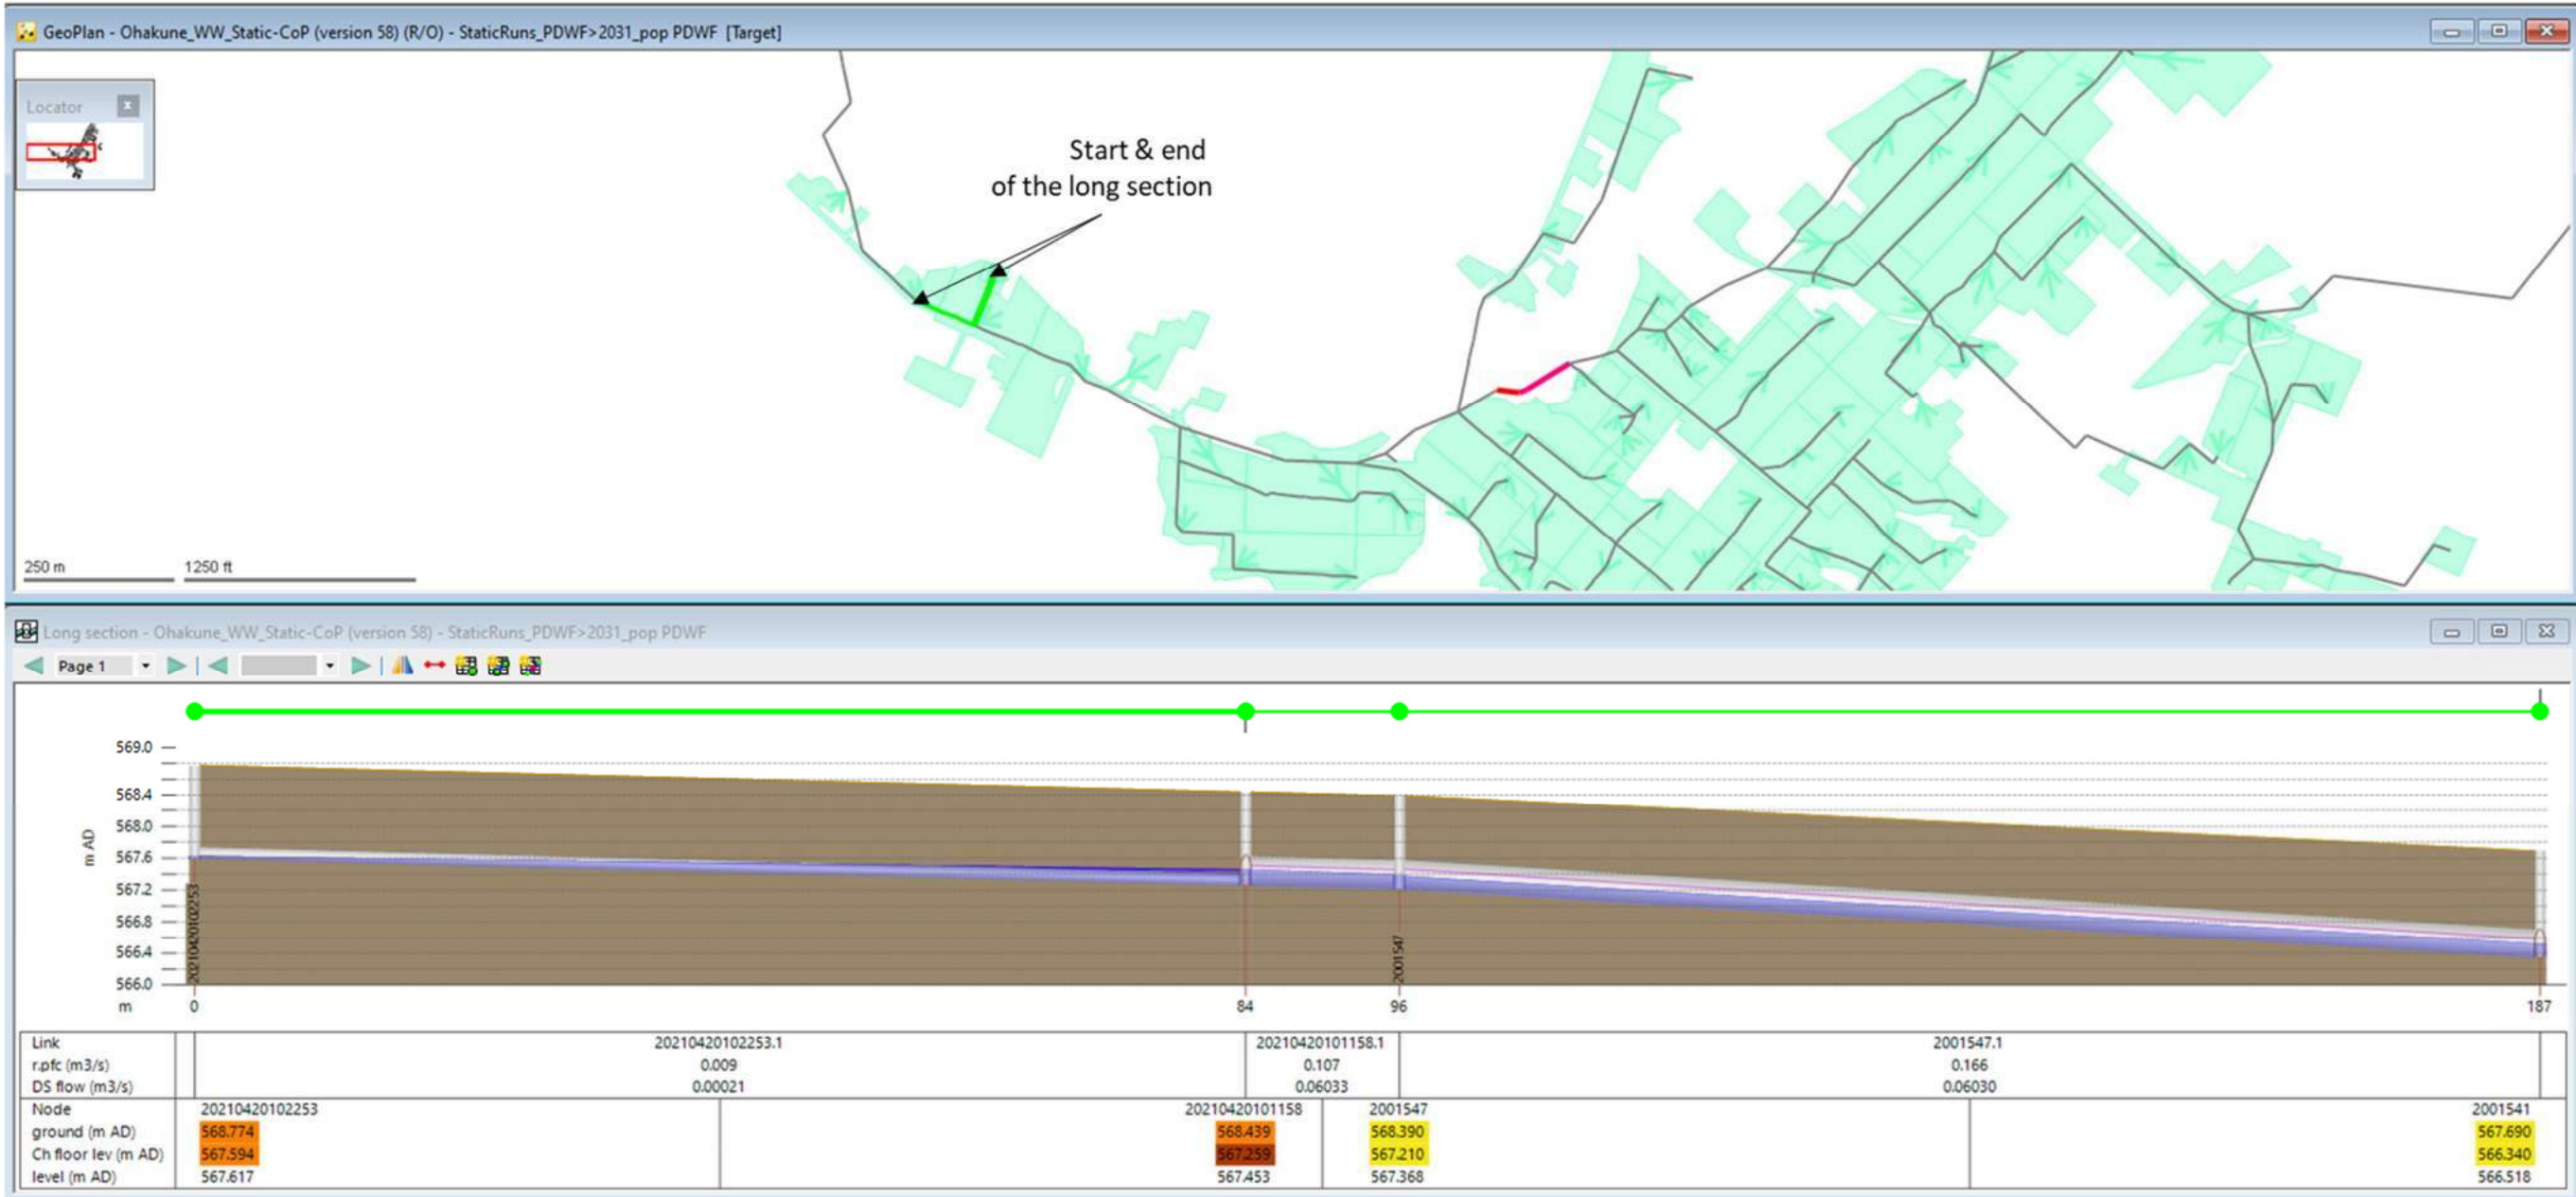 GeoPlan - Ohakune_WW_Static-CoP (version 58) (R/O) - StaticRuns_PDWF>2031_pop PDWF [Target]
Locator
Start & end
of the long section
250 m 1250 ft
Long section - Ohakune_WW_Static-CoP (version 58) - StaticRuns_PDWF>2031_pop PDWF
Page 1
569.0
568.4
568.0
567.6
567.2
566.8
566.4
566.0
m AD
20210420102253
2001547
m 0 84 96 187
Link 20210420102253.1 20210420101158.1 2001547.1
r.pfc (m3/s) 0.009 0.107 0.166
DS flow (m3/s) 0.00021 0.06033 0.06030
Node 20210420102253 20210420101158 2001547 2001541
ground (m AD) 568.774 568.439 568.390 567.690
Ch floor lev (m AD) 567.594 567.259 567.210 566.340
level (m AD) 567.617 567.453 567.368 566.518